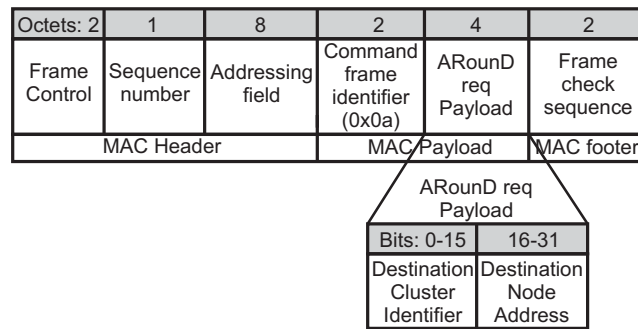 Octets: 2 1 8 2 4 2
Frame Control
Sequence number
Addressing field
Command frame identifier (0x0a)
ARounD req Payload
Frame check sequence
MAC Header MAC Payload MAC footer
ARounD req
Payload
Bits: 0-15 16-31
Destination Cluster Identifier
Destination Node Address